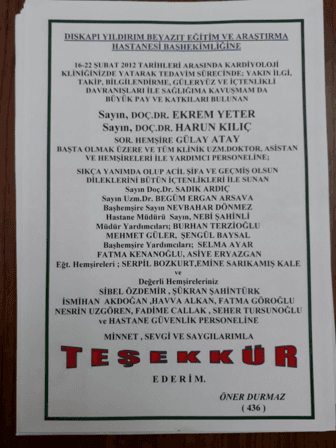 DIŞKAPI YILDIRIM BEYAZIT EĞİTİM VE ARASTIRMA
HASTANESİ BAŞHEKİMLİĞİNE
16-22 ŞUBAT 2012 TARİHLERİ ARASINDA KARDİYOLOJİ
KLİNİĞİNİZDE YATARAK TEDAVİM SÜRECİNDE; YAKIN İLGİ,
TAKİP, BİLGİLENDİRME, GÜLERYÜZ VE İÇTENLİKLİ
DAVRANIŞLARI İLE SAĞLIĞIMA KAVUŞMAM DA
BÜYÜK PAY VE KATKILARI BULUNAN
Sayın, DOÇ.DR. EKREM YETER
Sayın, DOÇ.DR. HARUN KILIÇ
SOR. HEMŞİRE GÜLAY ATAY
BAŞTA OLMAK ÜZERE VE TÜM KLİNİK UZM.DOKTOR, ASİSTAN
VE HEMŞİRELERİ İLE YARDIMCI PERSONELİNE;
SIKÇA YANIMDA OLUP ACİL ŞİFA VE GEÇMİŞ OLSUN
DİLEKLERİNİ BÜTÜN İÇTENLİKLERİ İLE SUNAN
Sayın Doç.Dr. SADIK ARDIÇ
Sayın Uzm.Dr. BEGÜM ERGAN ARSAVA
Başhemşire Sayın NEVBAHAR DÖNMEZ
Hastane Müdürü Sayın, NEBİ ŞAHİNLİ
Müdür Yardımcıları; BURHAN TERZİOĞLU
MEHMET GÜLER, ŞENGÜL BAYSAL
Başhemşire Yardımcıları; SELMA AYAR
FATMA KENANOĞLU, ASİYE ERYAZGAN
Eğt. Hemşireleri ; SERPİL BOZKURT,EMİNE SARIKAMIŞ KALE
ve
Değerli Hemşireleriniz
SİBEL ÖZDEMİR , ŞÜKRAN ŞAHİNTÜRK
İSMİHAN AKDOĞAN ,HAVVA ALKAN, FATMA GÖROĞLU
NESRİN UZGÖREN, FADİME CALLAK , SEHER TURSUNOĞLU
ve HASTANE GÜVENLİK PERSONELİNE
MİNNET , SEVGİ VE SAYGILARIMLA
TEŞEKKÜR
EDERİM.
ÖNER DURMAZ
( 436 )